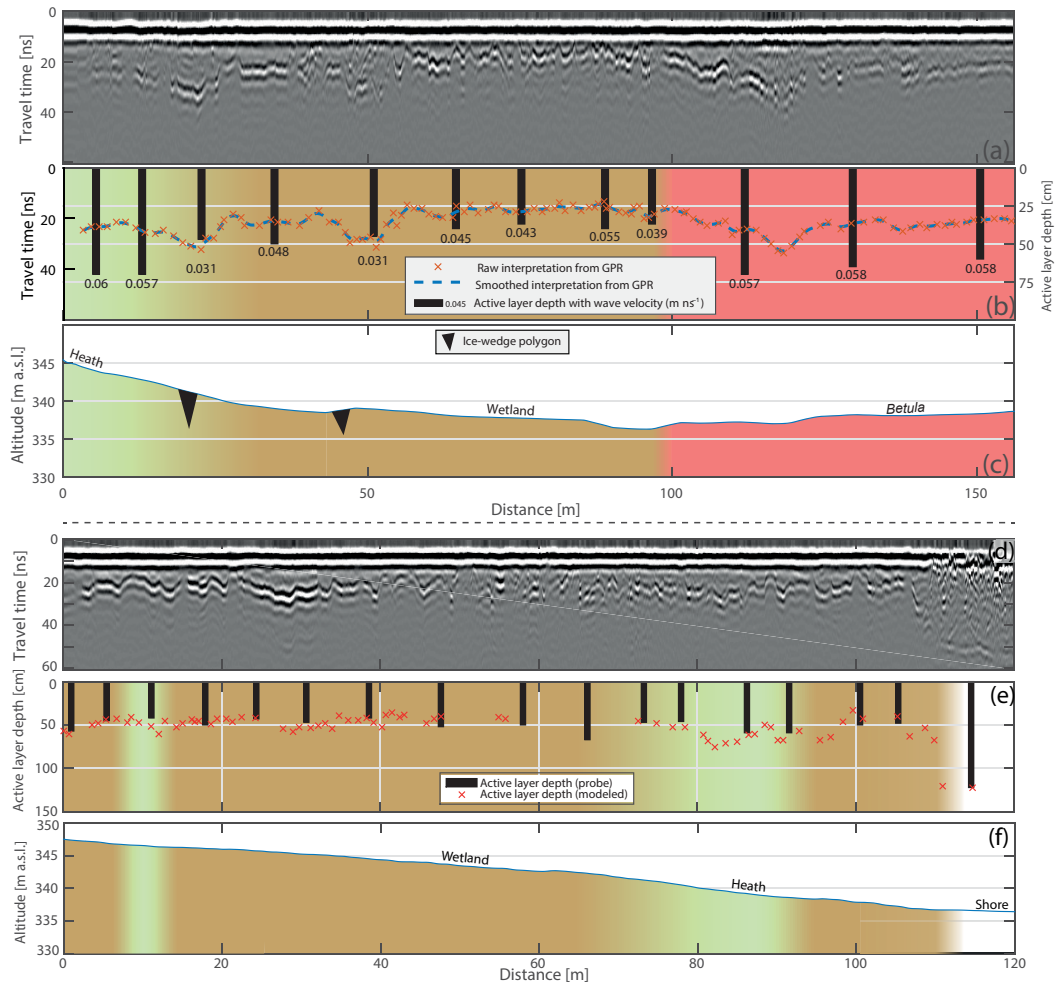 0
20
40
Travel time [ns]
(a)
0
20
40
Travel time [ns]
0
25
50
75
Active layer depth [cm]
0.06
0.057
0.031
0.048
0.031
0.045
0.043
0.055
0.039
0.057
0.058
0.058
Raw interpretation from GPR
Smoothed interpretation from GPR
0.045 Active layer depth with wave velocity (m ns⁻¹)
(b)
345
340
335
330
Altitude [m a.s.l.]
Heath
Ice-wedge polygon
Wetland
Betula
(c)
0 50 100 150
Distance [m]
0
20
40
60
Travel time [ns]
(d)
0
50
100
150
Active layer depth [cm]
(e)
Active layer depth (probe)
Active layer depth (modeled)
350
345
340
335
330
Altitude [m a.s.l.]
(f)
Wetland
Heath
Shore
0 20 40 60 80 100 120
Distance [m]